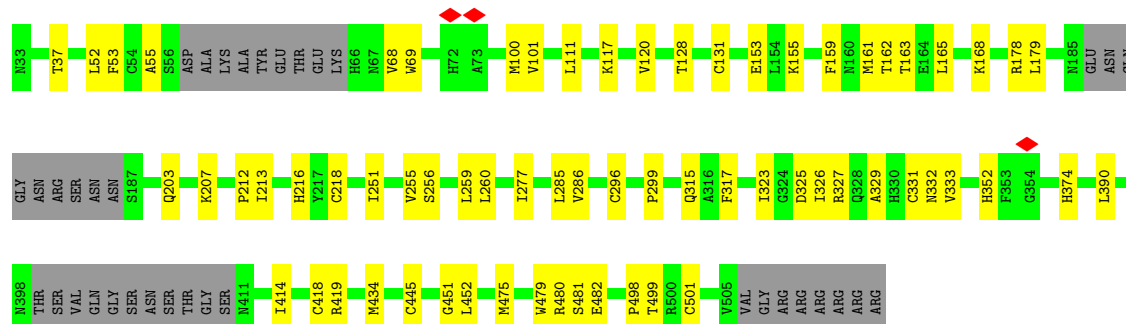 N33 T37 L52 F53 C54 A55 S56 ASP ALA LYS ALA TYR GLU THR GLU LYS H66 N67 V68 W69 H72 A73 M100 V101 L111 K117 V120 T128 C131 E153 L154 K155 F159 N160 M161 T162 T163 E164 L165 K168 R178 L179 N185 GLU ASN
GLY ASN ARG SER ASN ASN S187 Q203 K207 P212 I213 H216 Y217 C218 I251 V255 S256 L259 L260 I277 L285 V286 C296 P299 Q315 A316 F317 I323 G324 D325 I326 R327 Q328 A329 H330 C331 N332 V333 H352 F353 G354 H374 L390
N398 THR SER VAL GLN GLY SER ASN SER THR GLY SER N411 I414 C418 R419 M434 C445 G451 L452 M475 W479 R480 S481 E482 P498 T499 R500 C501 V505 VAL GLY ARG ARG ARG ARG ARG ARG